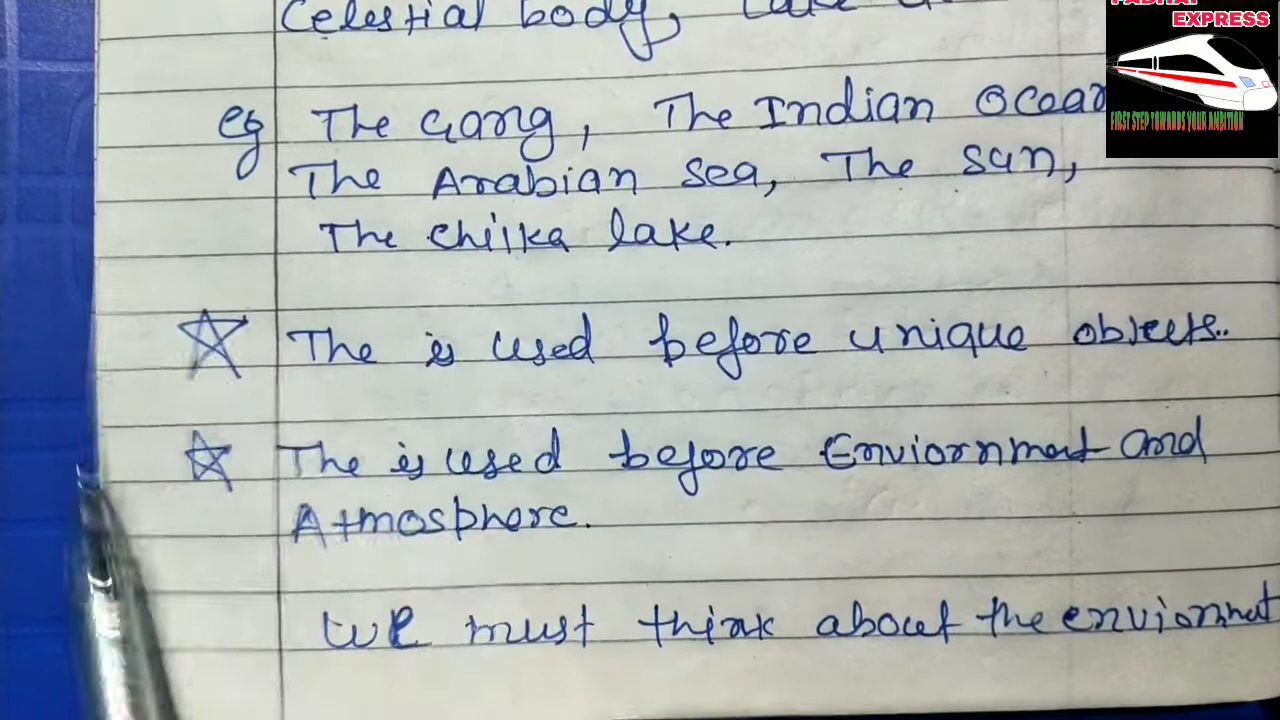 Celestial body,
PADHAI
EXPRESS
FIRST STEP TOWARDS YOUR AMBITION
eg The Gang, The Indian Ocean
The Arabian sea, The sun,
The chilka lake.
The is used before unique objects..
The is used before Enviornment and
Atmosphere.
we must think about the enviornmet